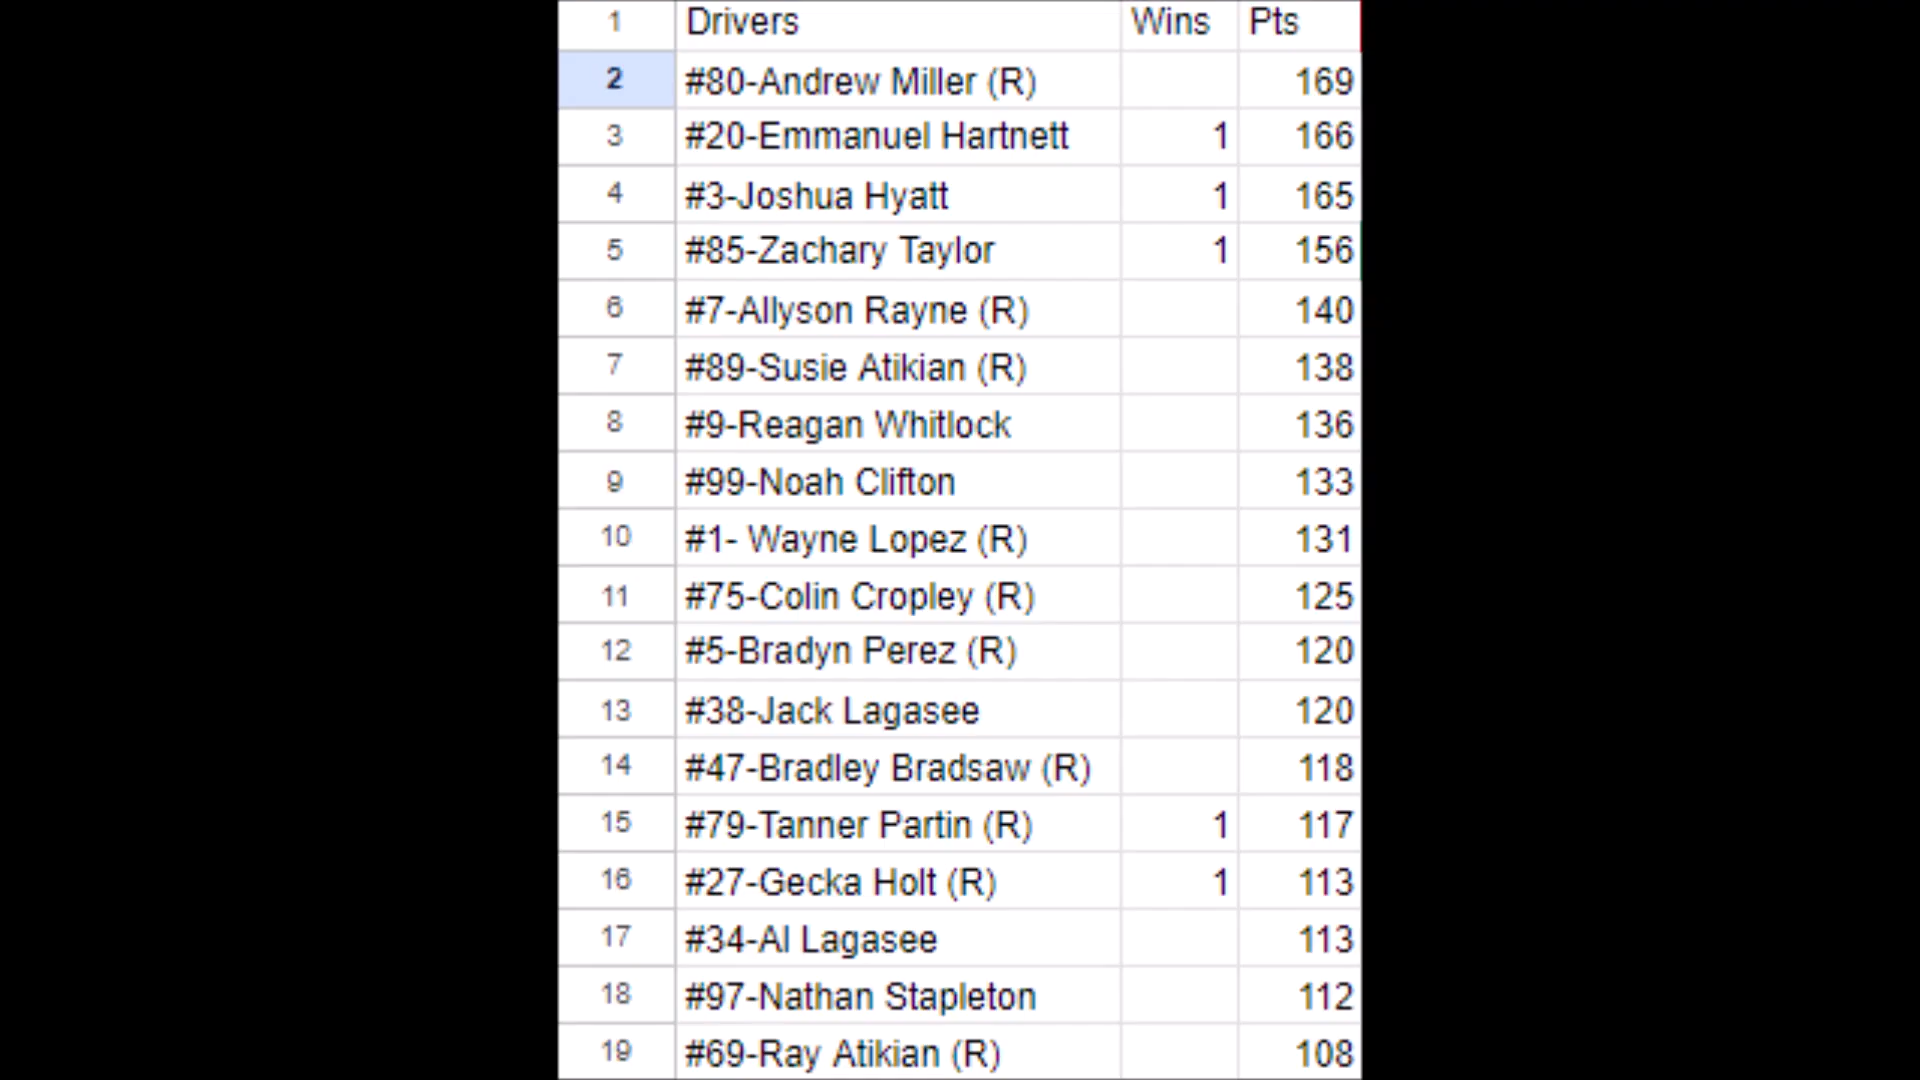 1 Drivers Wins Pts
2 #80-Andrew Miller (R) 169
3 #20-Emmanuel Hartnett 1 166
4 #3-Joshua Hyatt 1 165
5 #85-Zachary Taylor 1 156
6 #7-Allyson Rayne (R) 140
7 #89-Susie Atikian (R) 138
8 #9-Reagan Whitlock 136
9 #99-Noah Clifton 133
10 #1- Wayne Lopez (R) 131
11 #75-Colin Cropley (R) 125
12 #5-Bradyn Perez (R) 120
13 #38-Jack Lagasee 120
14 #47-Bradley Bradsaw (R) 118
15 #79-Tanner Partin (R) 1 117
16 #27-Gecka Holt (R) 1 113
17 #34-Al Lagasee 113
18 #97-Nathan Stapleton 112
19 #69-Ray Atikian (R) 108